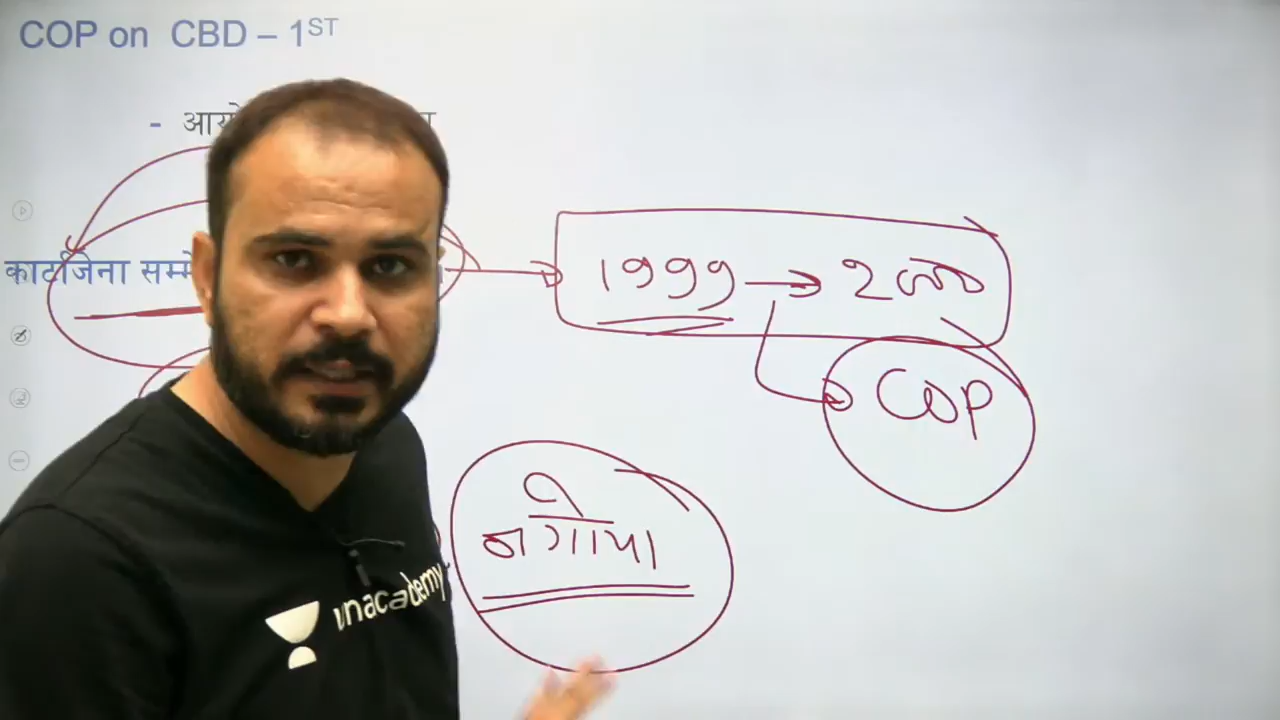 COP on CBD – 1ST
-
कार्टाजेना
1999 → 2000
COP
नगोया
unacademy